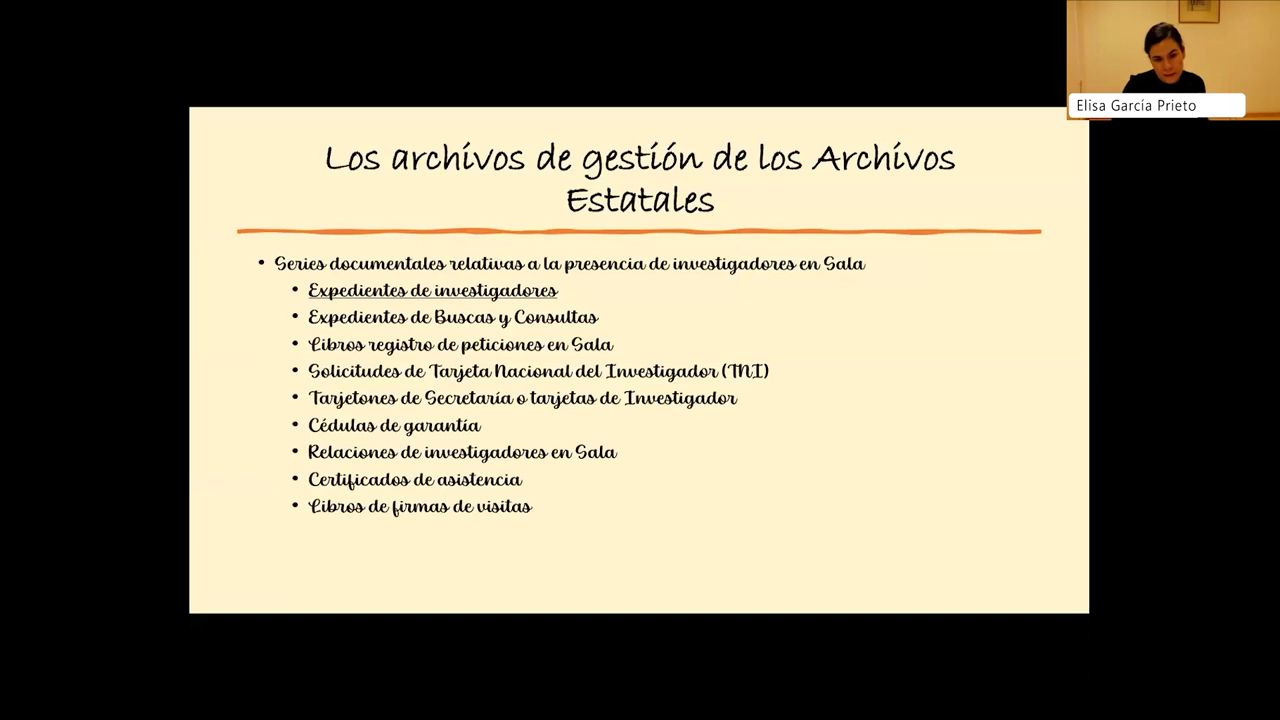 Elisa García Prieto
Los archivos de gestión de los Archivos
Estatales
• Series documentales relativas a la presencia de investigadores en Sala
• Expedientes de investigadores
• Expedientes de Buscas y Consultas
• Libros registro de peticiones en Sala
• Solicitudes de Tarjeta Nacional del Investigador (TNI)
• Tarjetones de Secretaría o tarjetas de Investigador
• Cédulas de garantía
• Relaciones de investigadores en Sala
• Certificados de asistencia
• Libros de firmas de visitas